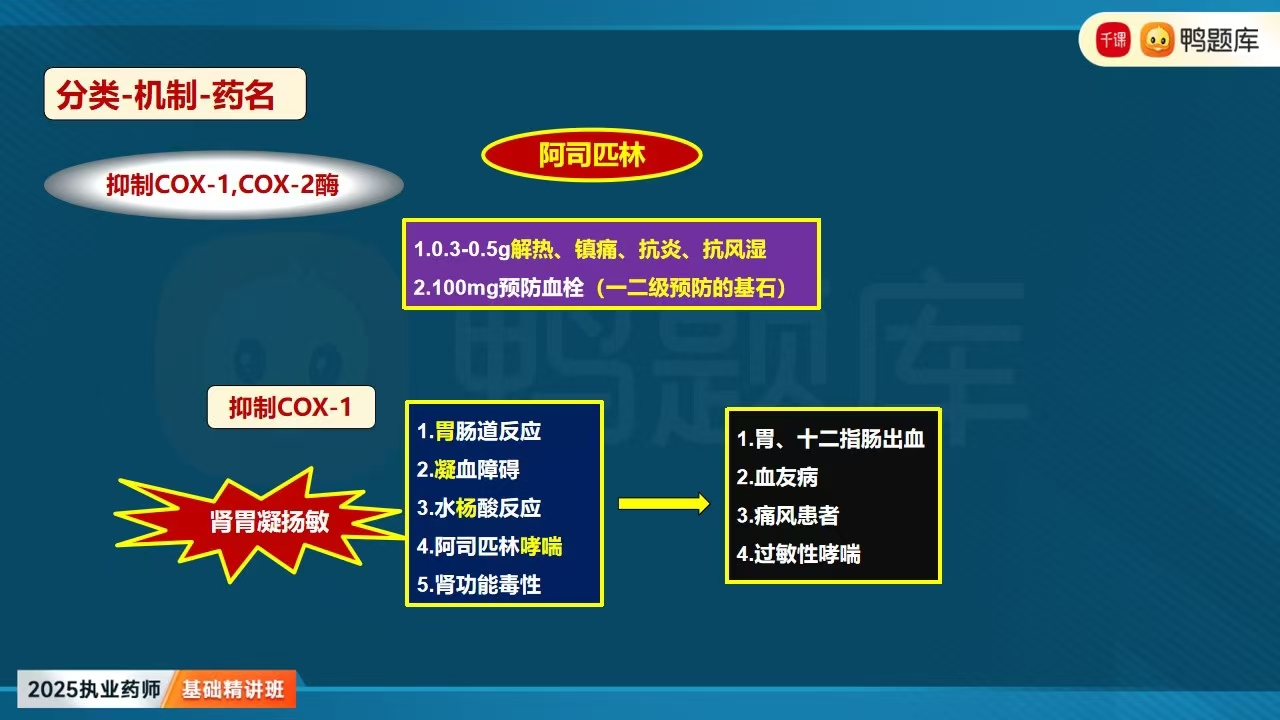 千课 鸭题库
分类-机制-药名
阿司匹林
抑制COX-1,COX-2酶
1.0.3-0.5g解热、镇痛、抗炎、抗风湿
2.100mg预防血栓（一二级预防的基石）
抑制COX-1
肾胃凝扬敏
1.胃肠道反应
2.凝血障碍
3.水杨酸反应
4.阿司匹林哮喘
5.肾功能毒性
1.胃、十二指肠出血
2.血友病
3.痛风患者
4.过敏性哮喘
鸭题库
2025执业药师 基础精讲班